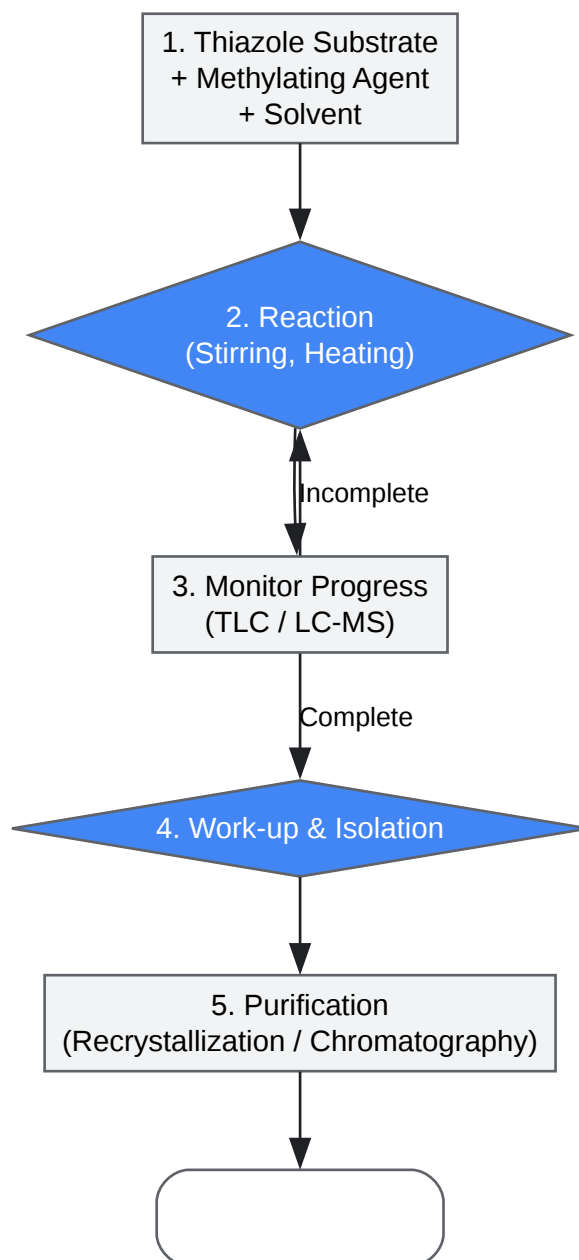 1. Thiazole Substrate
+ Methylating Agent
+ Solvent
2. Reaction
(Stirring, Heating)
Incomplete
3. Monitor Progress
(TLC / LC-MS)
Complete
4. Work-up & Isolation
5. Purification
(Recrystallization / Chromatography)